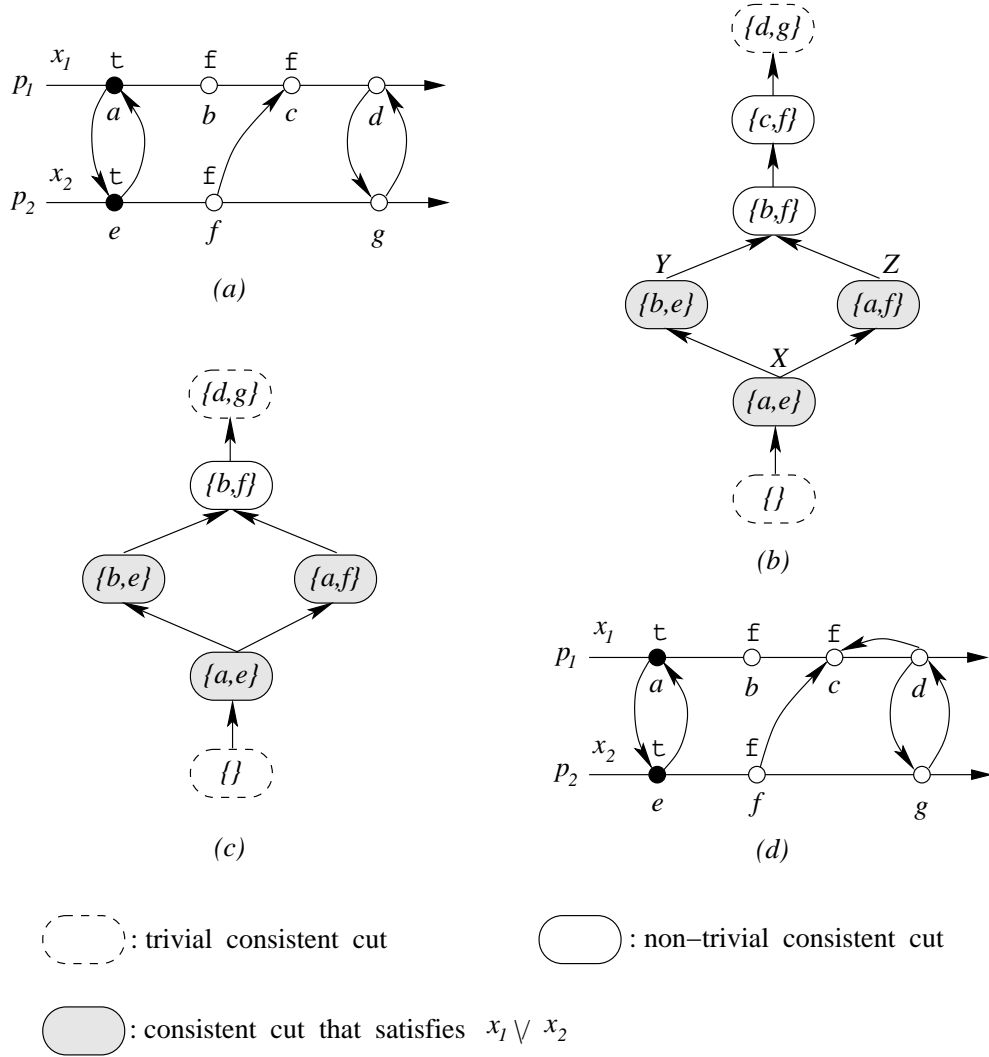 x1 t f f
p1
a b c d
x2 t f
p2
e f g
(a)
{d,g}
{c,f}
{b,f}
Y Z
{b,e} {a,f}
X
{a,e}
{}
(b)
{d,g}
{b,f}
{b,e} {a,f}
{a,e}
{}
(c)
x1 t f f
p1
a b c d
x2 t f
p2
e f g
(d)
: trivial consistent cut
: non−trivial consistent cut
: consistent cut that satisfies x1 \/ x2